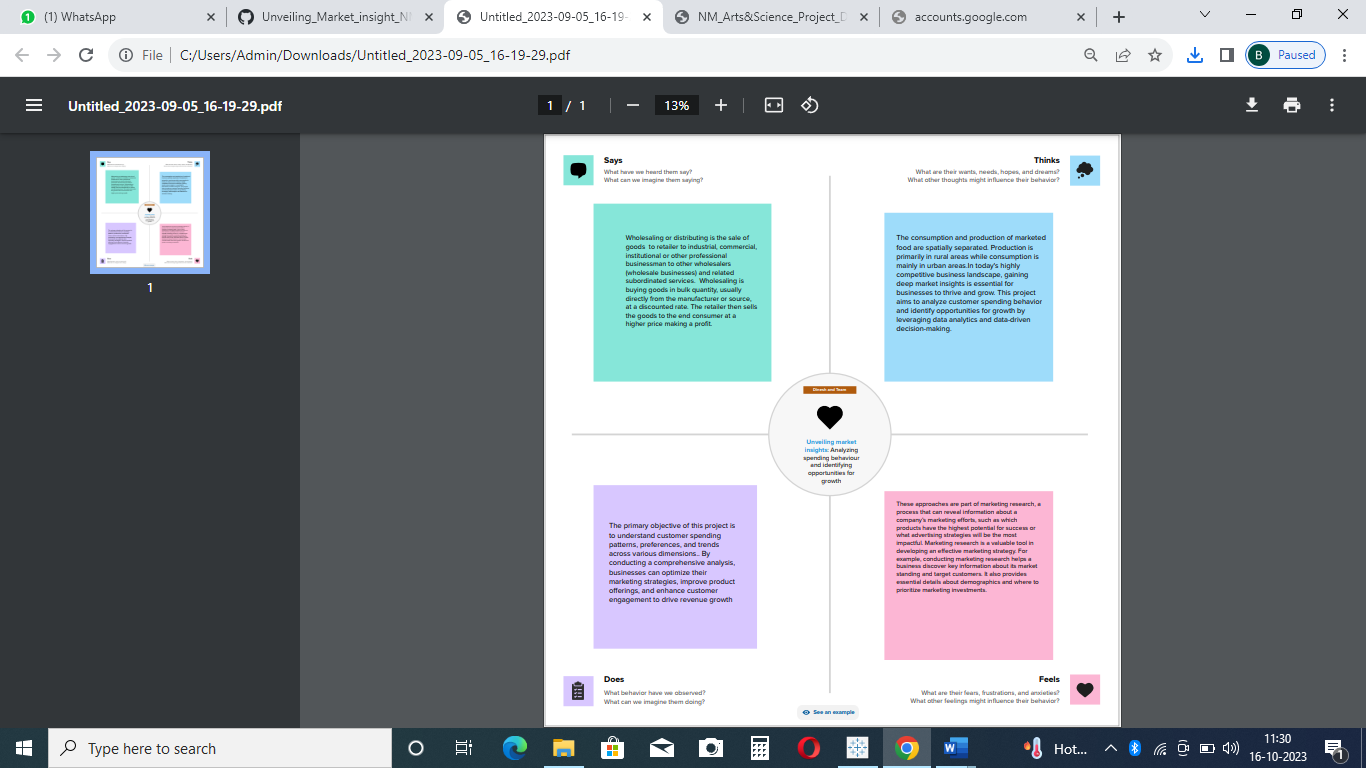 (1) WhatsApp
Unveiling_Market_insight_N
Untitled_2023-09-05_16-19-
NM_Arts&Science_Project_D
accounts.google.com
File
C:/Users/Admin/Downloads/Untitled_2023-09-05_16-19-29.pdf
B Paused
Untitled_2023-09-05_16-19-29.pdf
1 / 1
13%
1
Says
What have we heard them say?
What can we imagine them saying?
Thinks
What are their wants, needs, hopes, and dreams?
What other thoughts might influence their behavior?
Wholesaling or distributing is the sale of
goods to retailer to industrial, commercial,
institutional or other professional
businessman to other wholesalers
(wholesale businesses) and related
subordinated services. Wholesaling is
buying goods in bulk quantity, usually
directly from the manufacturer or source,
at a discounted rate. The retailer then sells
the goods to the end consumer at a
higher price making a profit.
The consumption and production of marketed
food are spatially separated. Production is
primarily in rural areas while consumption is
mainly in urban areas.In today's highly
competitive business landscape, gaining
deep market insights is essential for
businesses to thrive and grow. This project
aims to analyze customer spending behavior
and identify opportunities for growth by
leveraging data analytics and data-driven
decision-making.
Dinesh and Team
Unveiling market
insights: Analyzing
spending behaviour
and identifying
opportunities for
growth
The primary objective of this project is
to understand customer spending
patterns, preferences, and trends
across various dimensions.. By
conducting a comprehensive analysis,
businesses can optimize their
marketing strategies, improve product
offerings, and enhance customer
engagement to drive revenue growth
These approaches are part of marketing research, a
process that can reveal information about a
company's marketing efforts, such as which
products have the highest potential for success or
what advertising strategies will be the most
impactful. Marketing research is a valuable tool in
developing an effective marketing strategy. For
example, conducting marketing research helps a
business discover key information about its market
standing and target customers. It also provides
essential details about demographics and where to
prioritize marketing investments.
Does
What behavior have we observed?
What can we imagine them doing?
Feels
What are their fears, frustrations, and anxieties?
What other feelings might influence their behavior?
See an example
Type here to search
Hot...
11:30
16-10-2023
1